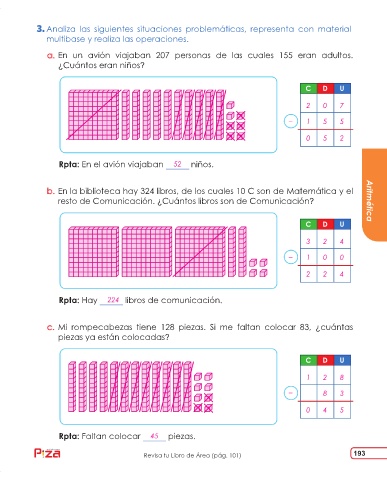 3. Analiza las siguientes situaciones problemáticas, representa con material
multibase y realiza las operaciones.
a. En un avión viajaban 207 personas de las cuales 155 eran adultos.
¿Cuántos eran niños?
C D U
2 0 7
– 1 5 5
0 5 2
Rpta: En el avión viajaban 52 niños.
b. En la biblioteca hay 324 libros, de los cuales 10 C son de Matemática y el
resto de Comunicación. ¿Cuántos libros son de Comunicación?
C D U
3 2 4
– 1 0 0
2 2 4
Rpta: Hay 224 libros de comunicación.
Aritmética
c. Mi rompecabezas tiene 128 piezas. Si me faltan colocar 83, ¿cuántas
piezas ya están colocadas?
C D U
1 2 8
– 8 3
0 4 5
Rpta: Faltan colocar 45 piezas.
Revisa tu Libro de Área (pág. 101)
193